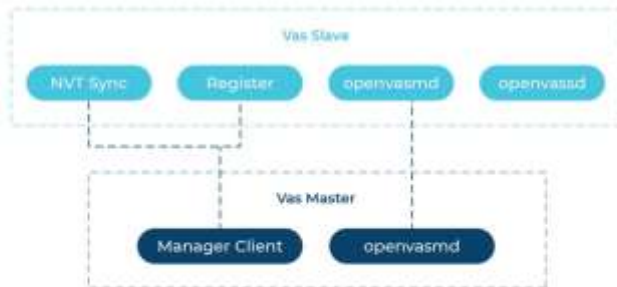 Vas Slave
NVT Sync
Register
openvasmd
openvassd
Vas Master
Manager Client
openvasmd